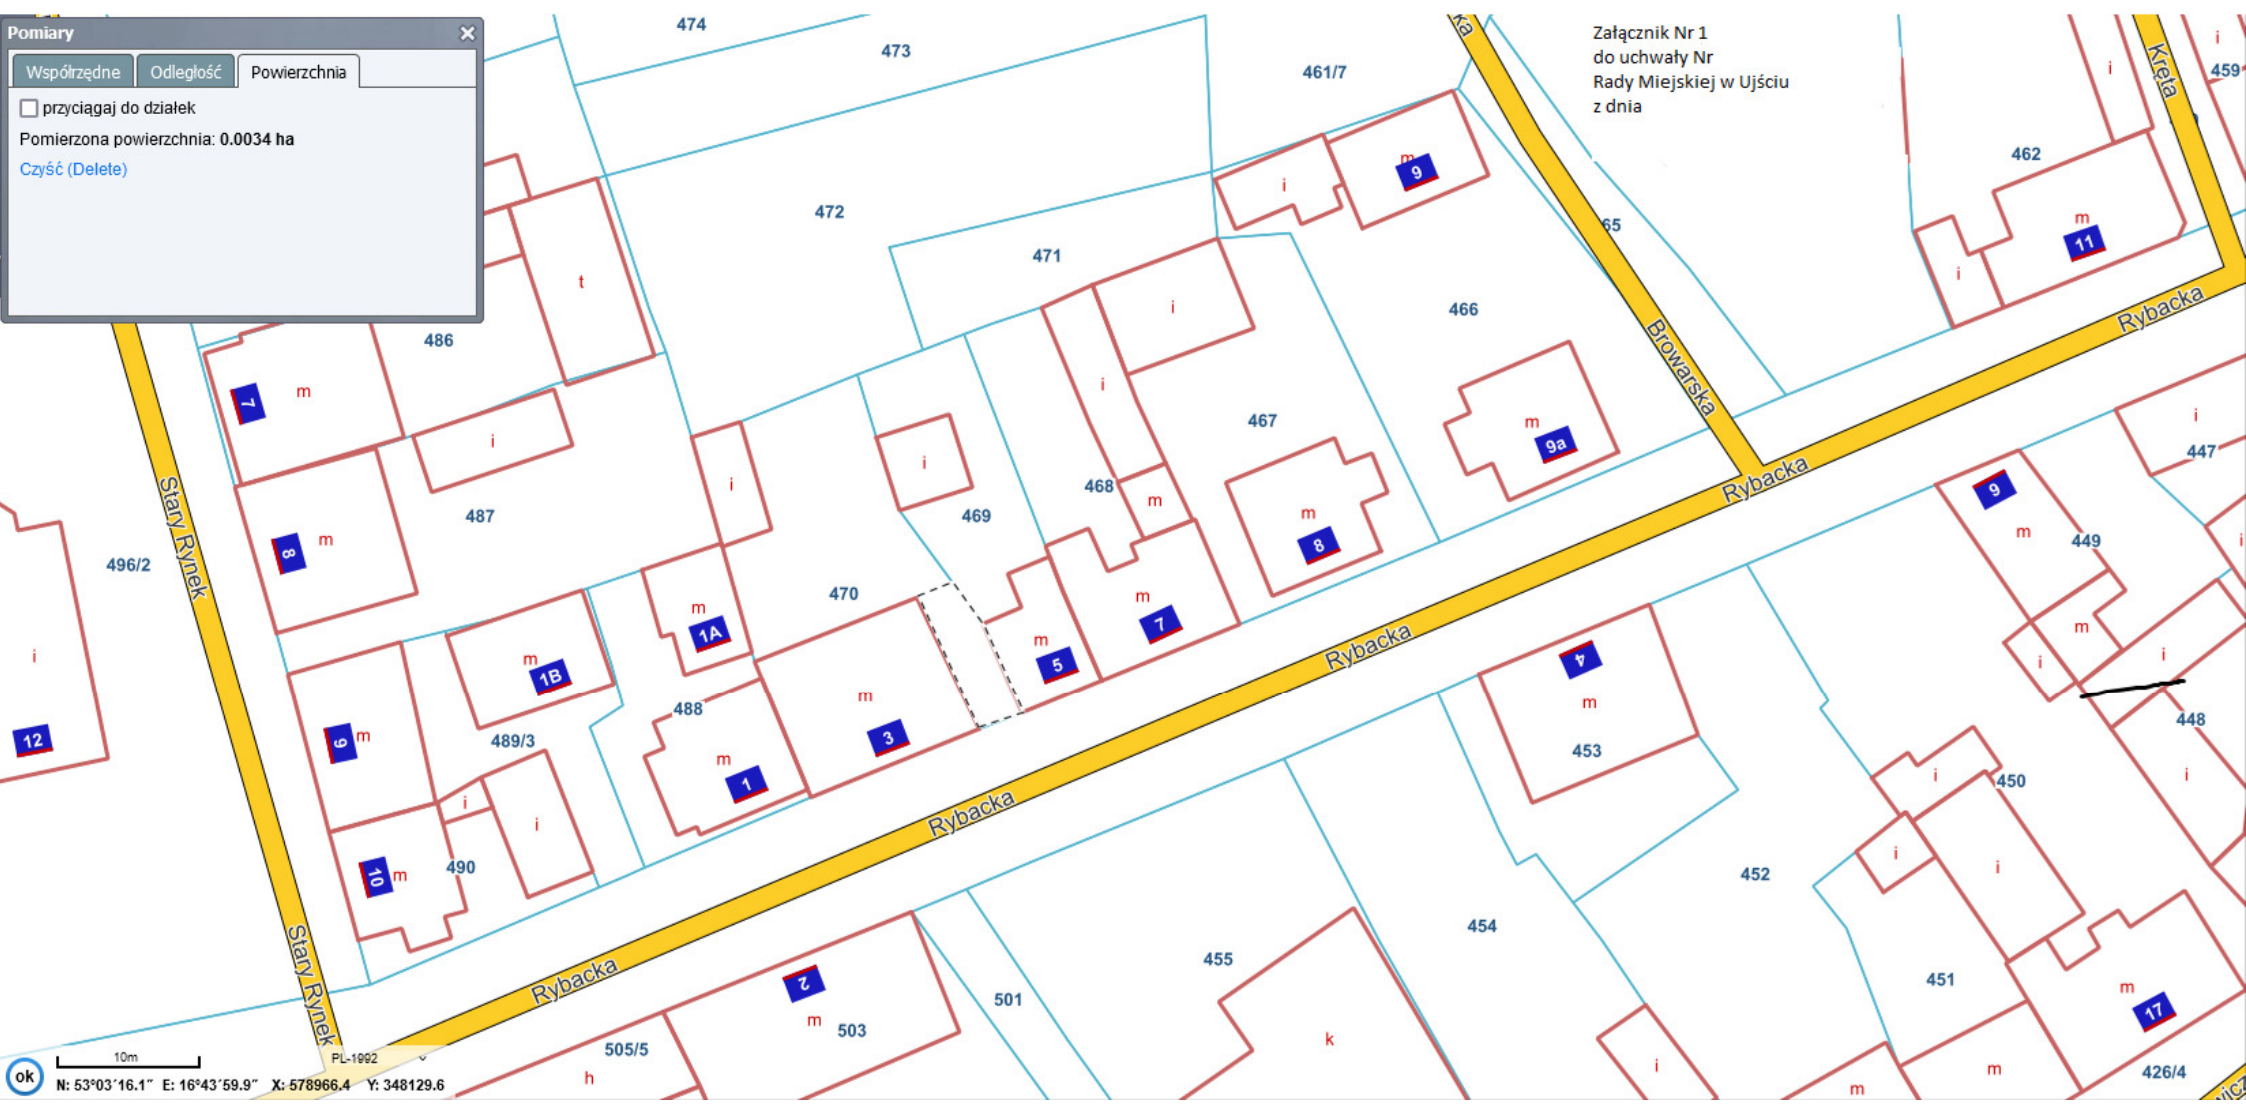 Pomiary
Współrzędne Odległość Powierzchnia
przyciągaj do działek
Pomierzona powierzchnia: 0.0034 ha
Czyść (Delete)
Załącznik Nr 1
do uchwały Nr
Rady Miejskiej w Ujściu
z dnia
474
473
461/7
ka
Kręta
i
i
459
462
m
9
i
472
65
m
11
i
471
t
i
466
Rybacka
486
7
m
i
Browarska
467
m
9a
i
447
i
i
i
Rybacka
Stary Rynek
487
468
m
9
m
449
i
8
m
469
m
8
496/2
470
m
1A
m
7
m
i
i
m
5
Rybacka
m
4
m
453
i
m
1B
488
m
3
448
12
9
m
489/3
m
1
i
i
450
i
i
Rybacka
i
i
10
m
490
452
454
451
Stary Rynek
Rybacka
2
m
503
501
455
k
m
17
505/5
h
i
m
m
426/4
wicz
10m
PL-1992
ok
N: 53°03´16.1" E: 16°43´59.9" X: 578966.4 Y: 348129.6